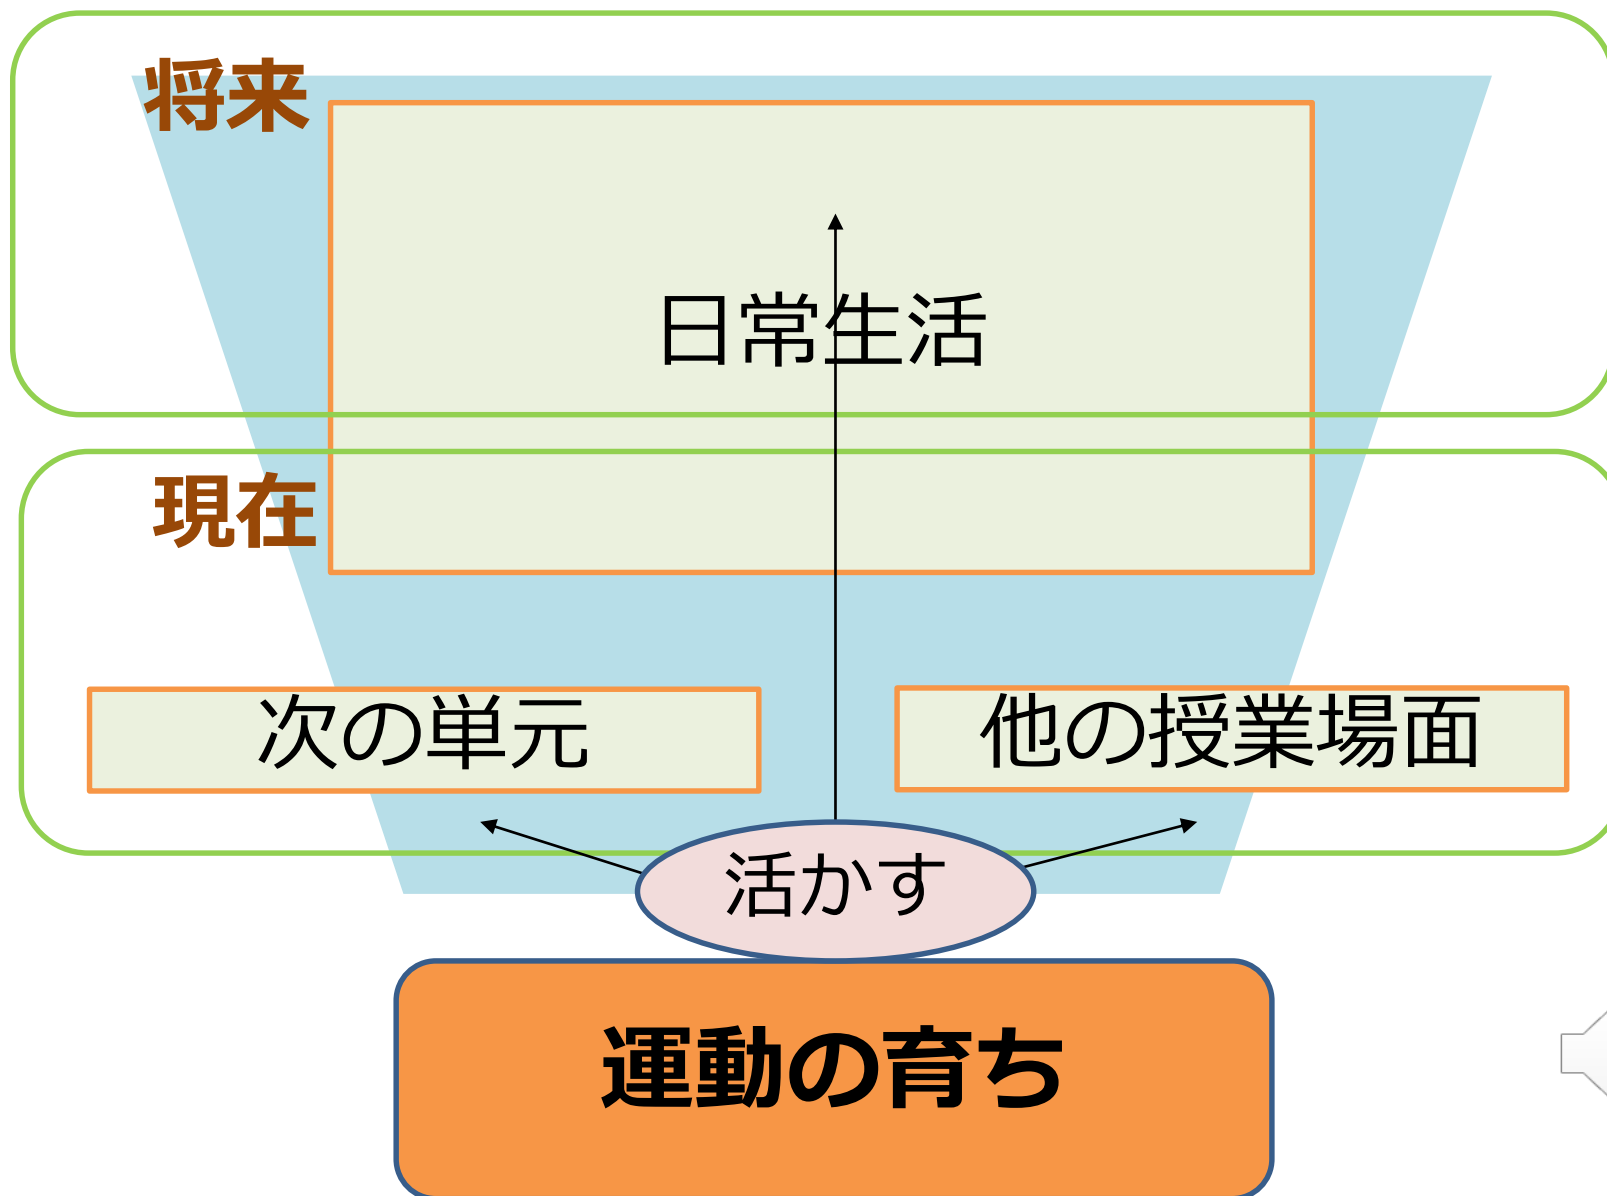 将来
日常生活
現在
次の単元
他の授業場面
活かす
運動の育ち